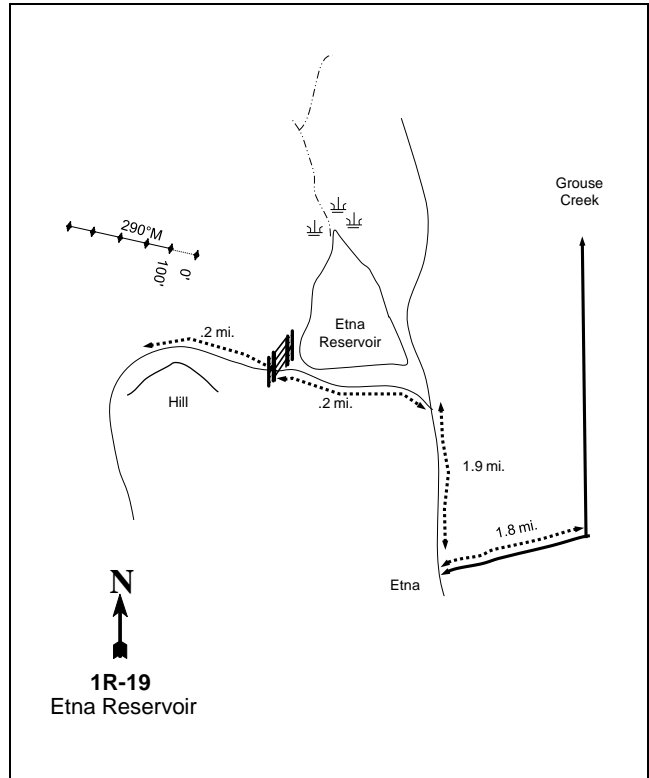 Grouse
Creek
290°M
100'
0'
Etna
Reservoir
.2 mi.
Hill
.2 mi.
1.9 mi.
1.8 mi.
Etna
N
1R-19
Etna Reservoir